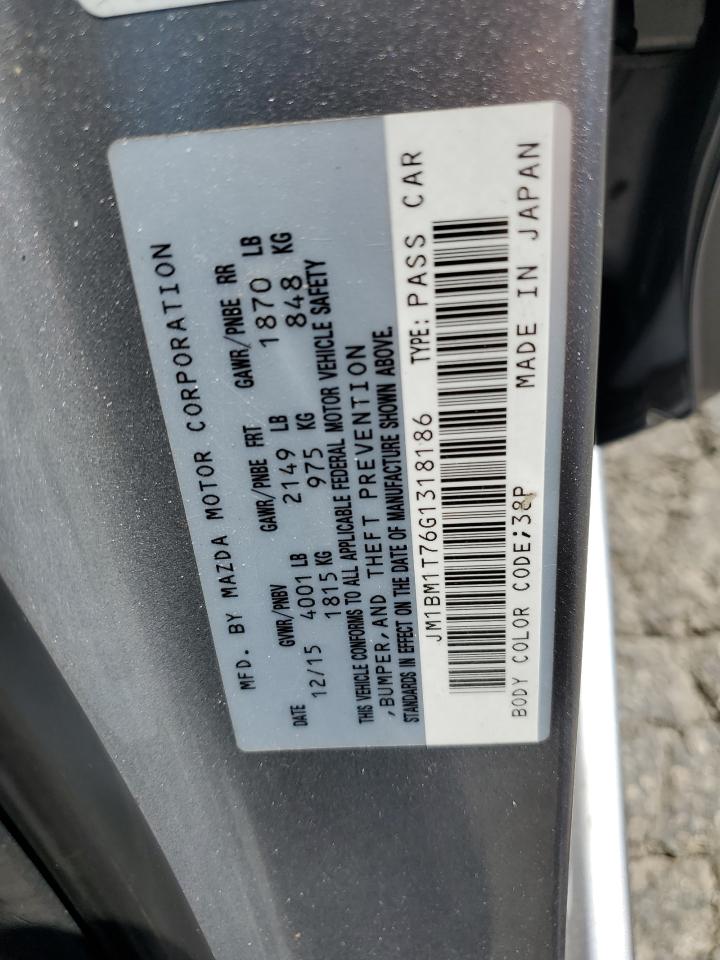 MFD. BY MAZDA MOTOR CORPORATION
DATE GVWR/PNBV GAWR/PNBE FRT GAWR/PNBE RR
12/15 4001 LB 2149 LB 1870 LB
1815 KG 975 KG 848 KG
THIS VEHICLE CONFORMS TO ALL APPLICABLE FEDERAL MOTOR VEHICLE SAFETY
,BUMPER,AND THEFT PREVENTION
STANDARDS IN EFFECT ON THE DATE OF MANUFACTURE SHOWN ABOVE.
JM1BM1T76G1318186 TYPE: PASS CAR
BODY COLOR CODE;38P MADE IN JAPAN